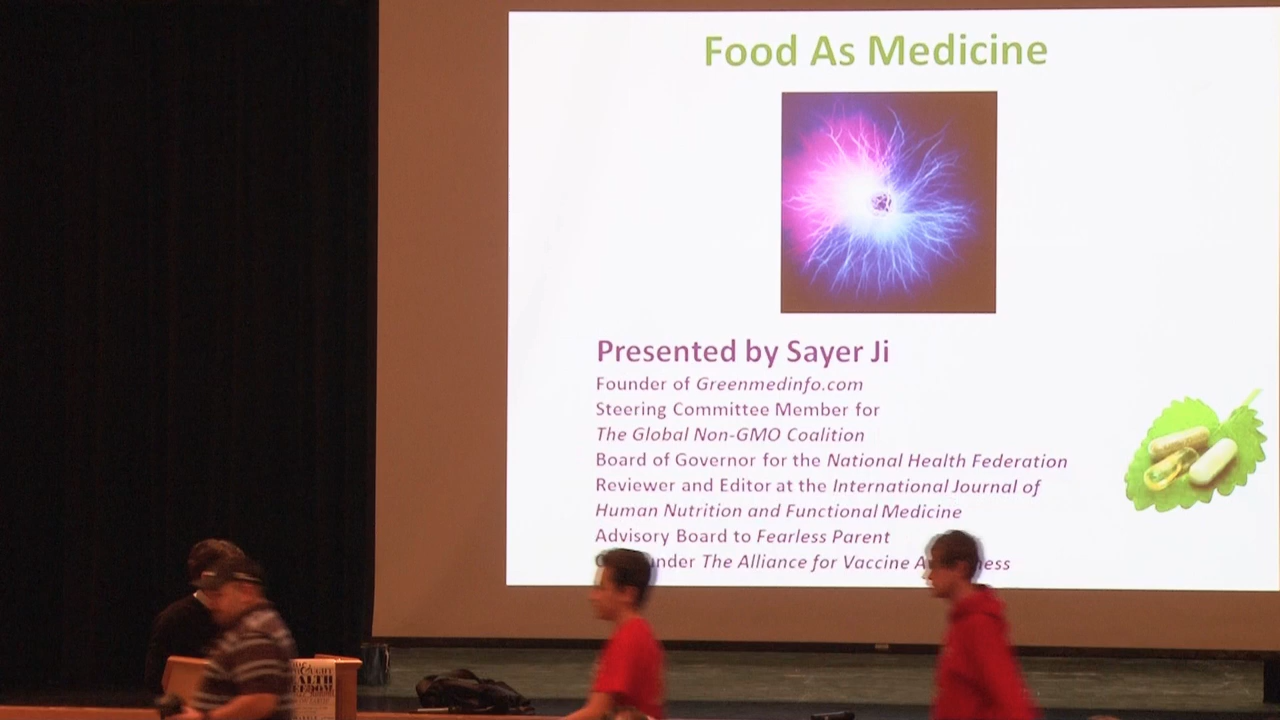 Food As Medicine
Presented by Sayer Ji
Founder of Greenmedinfo.com
Steering Committee Member for
The Global Non-GMO Coalition
Board of Governor for the National Health Federation
Reviewer and Editor at the International Journal of
Human Nutrition and Functional Medicine
Advisory Board to Fearless Parent
The Alliance for Vaccine